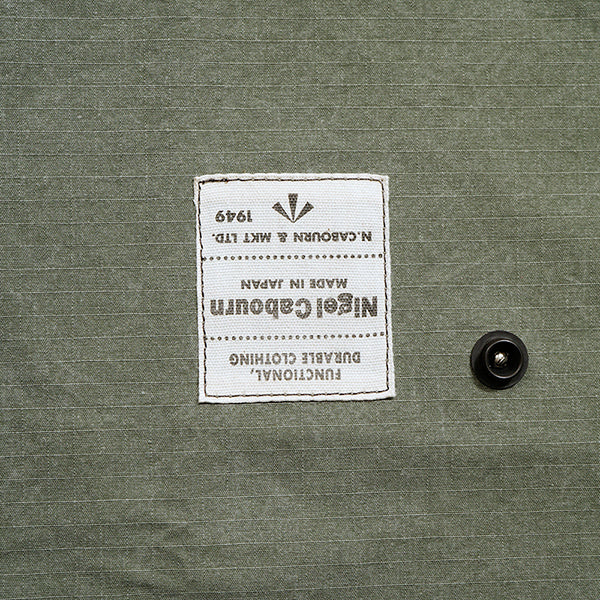 FUNCTIONAL,
DURABLE CLOTHING
Nigel Cabourn
MADE IN JAPAN
N.CABOURN & MKT LTD.
1949